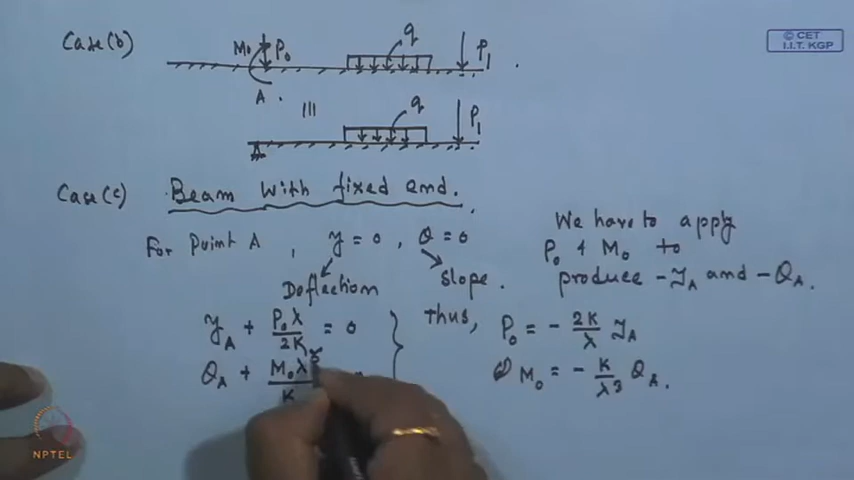 © CET
I.I.T. KGP
Case(b)
M₀ P₀ q P₁
A
||| q P₁
A
Case(c) Beam with fixed end.
For Point A , y = 0 , θ = 0
Deflection Slope.
We have to apply
P₀ & M₀ to
produce -y_A and -θ_A.
y_A + P₀λ/2K = 0
Thus, P₀ = - 2K/λ y_A
θ_A + M₀λ³/K
& M₀ = - K/λ³ θ_A.
NPTEL